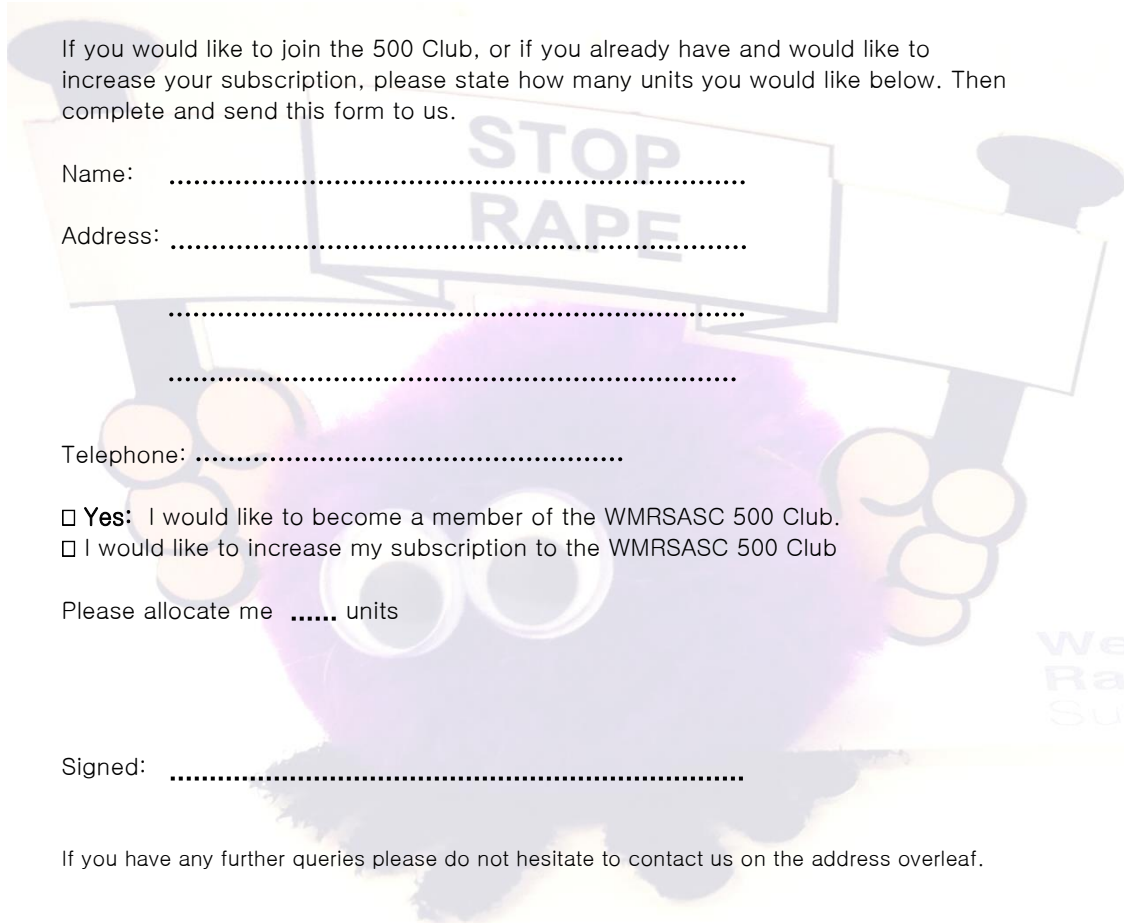 If you would like to join the 500 Club, or if you already have and would like to
increase your subscription, please state how many units you would like below. Then
complete and send this form to us.
STOP
RAPE
Name: ......................................................................
Address: ......................................................................
......................................................................
.....................................................................
Telephone: ....................................................
□ Yes: I would like to become a member of the WMRSASC 500 Club.
□ I would like to increase my subscription to the WMRSASC 500 Club
Please allocate me ...... units
We
Ra
Su
Signed: ......................................................................
If you have any further queries please do not hesitate to contact us on the address overleaf.